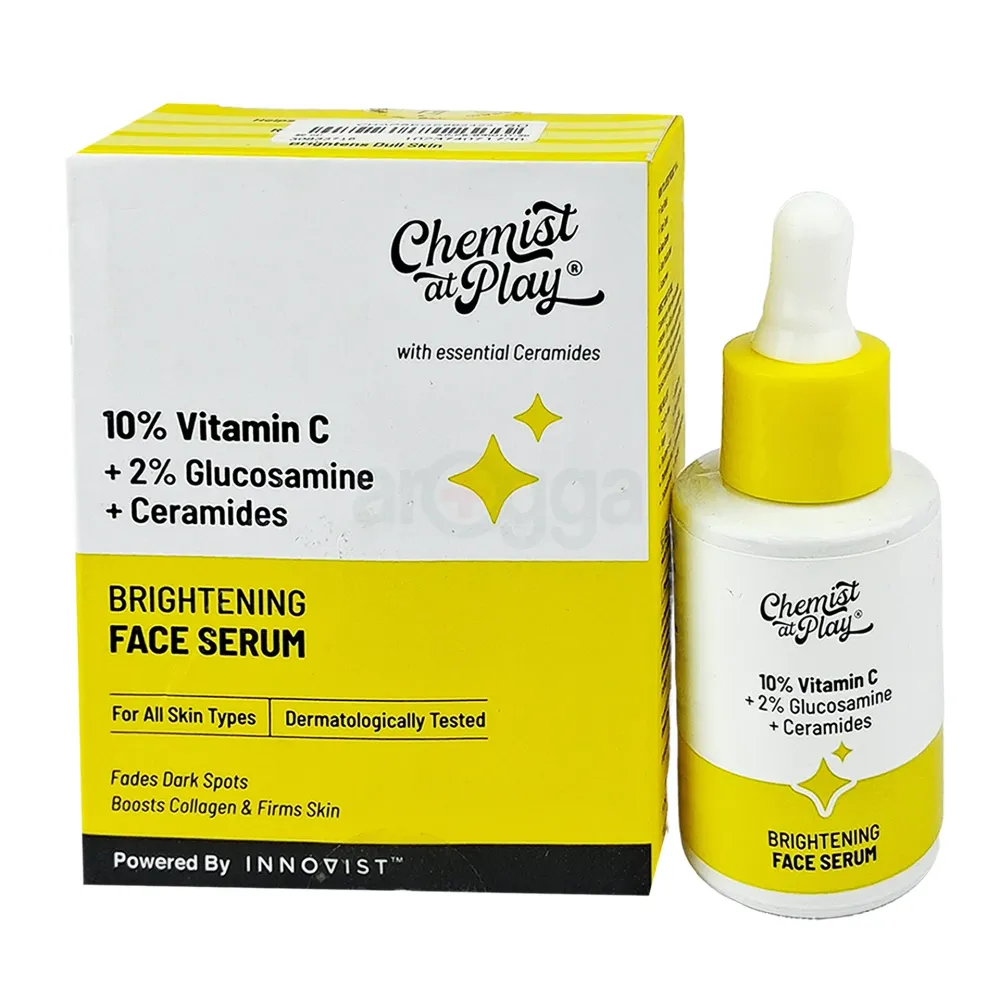 Brightens Dull Skin
Chemist
at Play®
with essential Ceramides
10% Vitamin C
+ 2% Glucosamine
+ Ceramides
arogga
BRIGHTENING
FACE SERUM
For All Skin Types
Dermatologically Tested
Fades Dark Spots
Boosts Collagen & Firms Skin
Powered By INNOVIST™
Chemist
at Play®
10% Vitamin C
+ 2% Glucosamine
+ Ceramides
BRIGHTENING
FACE SERUM